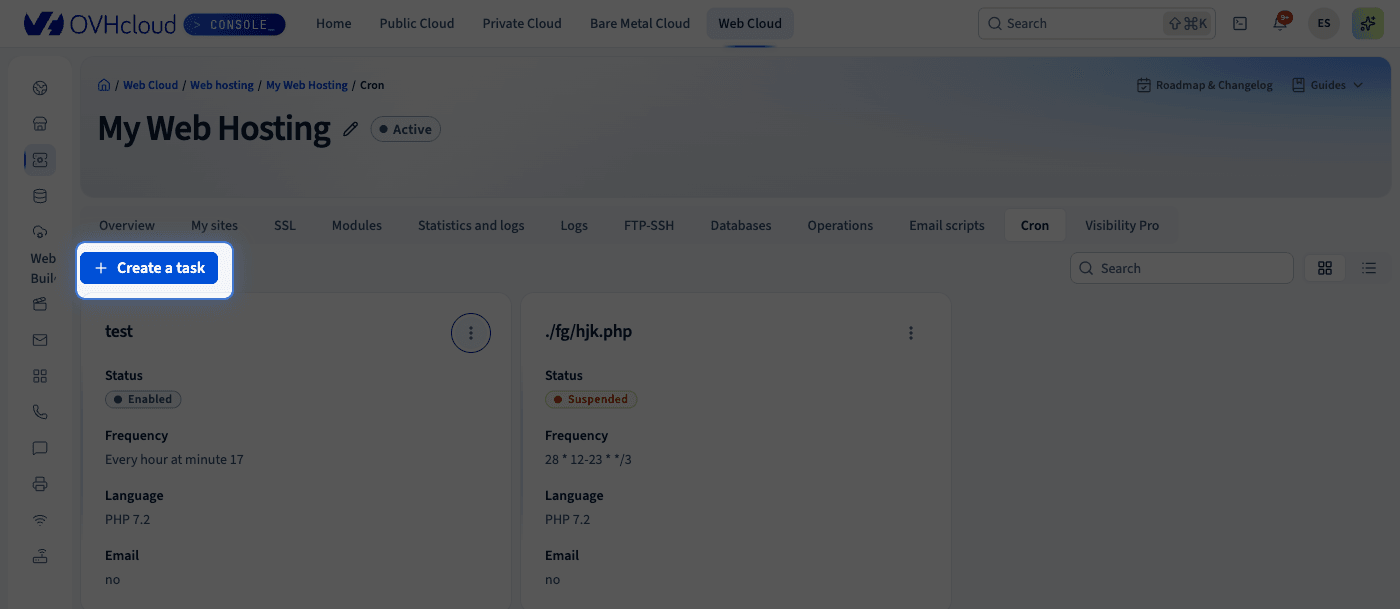 OVHcloud > CONSOLE_ Home Public Cloud Private Cloud Bare Metal Cloud Web Cloud Search ⇧⌘K 9+ ES
/ Web Cloud / Web hosting / My Web Hosting / Cron Roadmap & Changelog Guides
My Web Hosting Active
Overview My sites SSL Modules Statistics and logs Logs FTP-SSH Databases Operations Email scripts Cron Visibility Pro
Web
+ Create a task Search
test ./fg/hjk.php
Status Status
Enabled Suspended
Frequency Frequency
Every hour at minute 17 28 * 12-23 * */3
Language Language
PHP 7.2 PHP 7.2
Email Email
no no